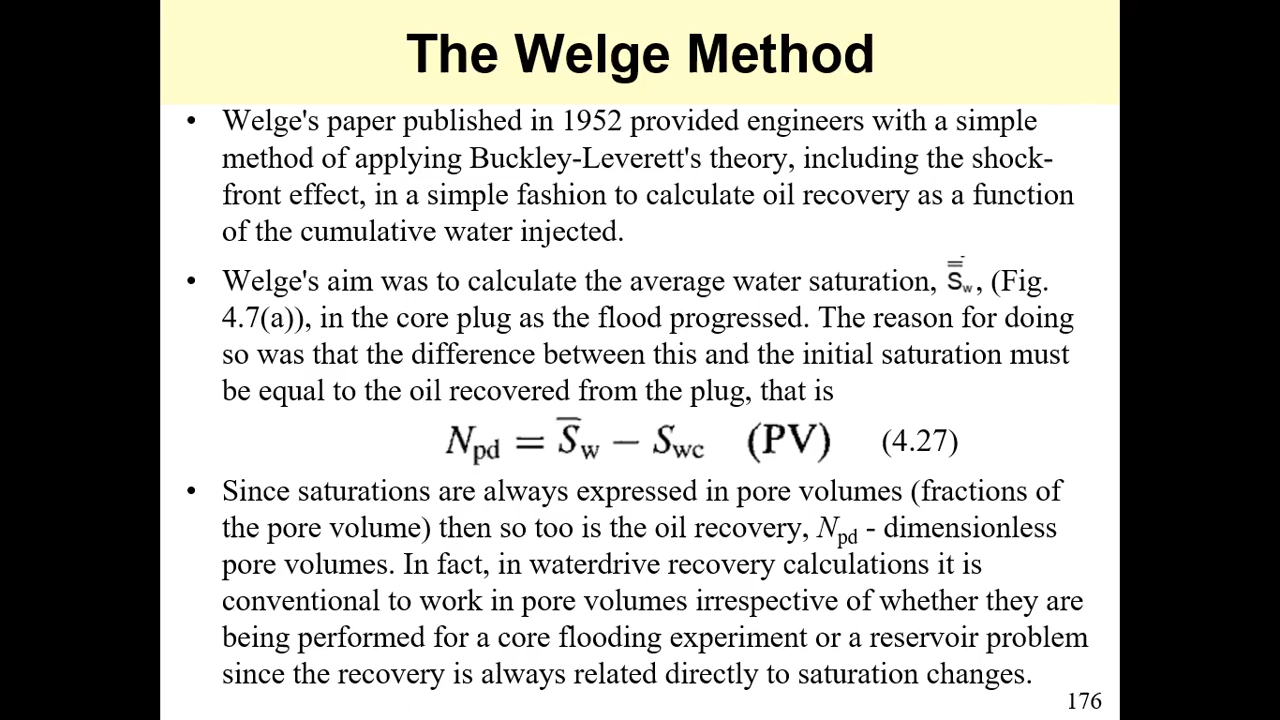 The Welge Method
• Welge's paper published in 1952 provided engineers with a simple
method of applying Buckley-Leverett's theory, including the shock-
front effect, in a simple fashion to calculate oil recovery as a function
of the cumulative water injected.
• Welge's aim was to calculate the average water saturation, S̿w, (Fig.
4.7(a)), in the core plug as the flood progressed. The reason for doing
so was that the difference between this and the initial saturation must
be equal to the oil recovered from the plug, that is
Npd = S̅w − Swc (PV) (4.27)
• Since saturations are always expressed in pore volumes (fractions of
the pore volume) then so too is the oil recovery, Npd - dimensionless
pore volumes. In fact, in waterdrive recovery calculations it is
conventional to work in pore volumes irrespective of whether they are
being performed for a core flooding experiment or a reservoir problem
since the recovery is always related directly to saturation changes.
176